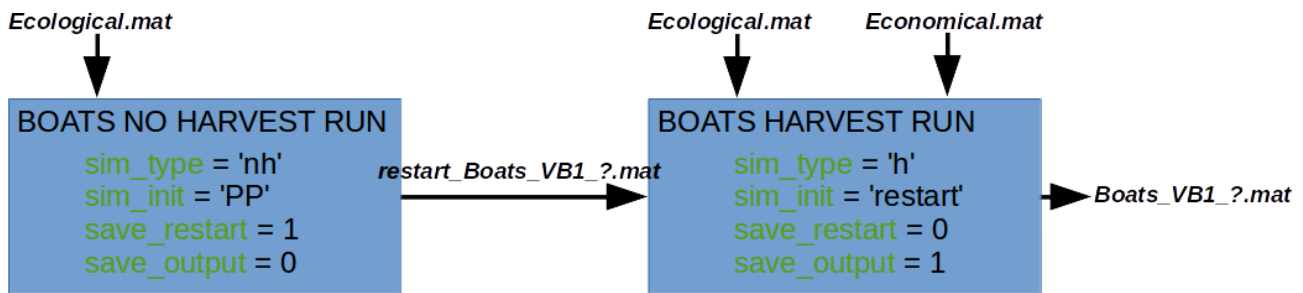 Ecological.mat
Ecological.mat Economical.mat
BOATS NO HARVEST RUN
sim_type = 'nh'
sim_init = 'PP'
save_restart = 1
save_output = 0
restart_Boats_VB1_?.mat
BOATS HARVEST RUN
sim_type = 'h'
sim_init = 'restart'
save_restart = 0
save_output = 1
Boats_VB1_?.mat